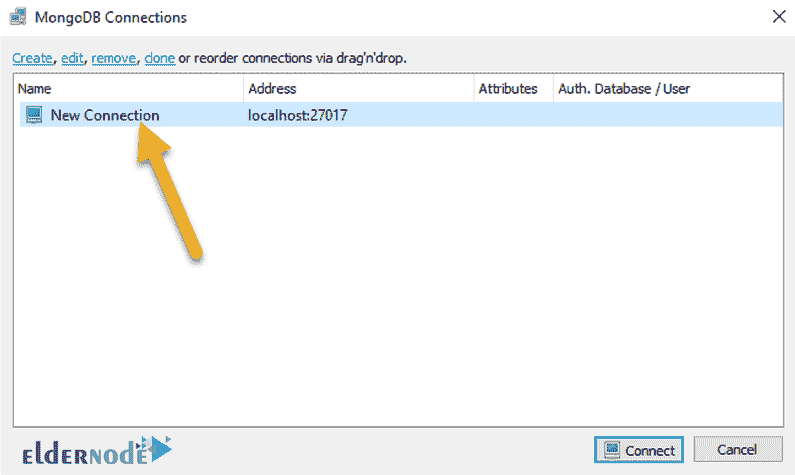 MongoDB Connections
Create, edit, remove, clone or reorder connections via drag'n'drop.
Name Address Attributes Auth. Database / User
New Connection localhost:27017
eldernode
Connect Cancel